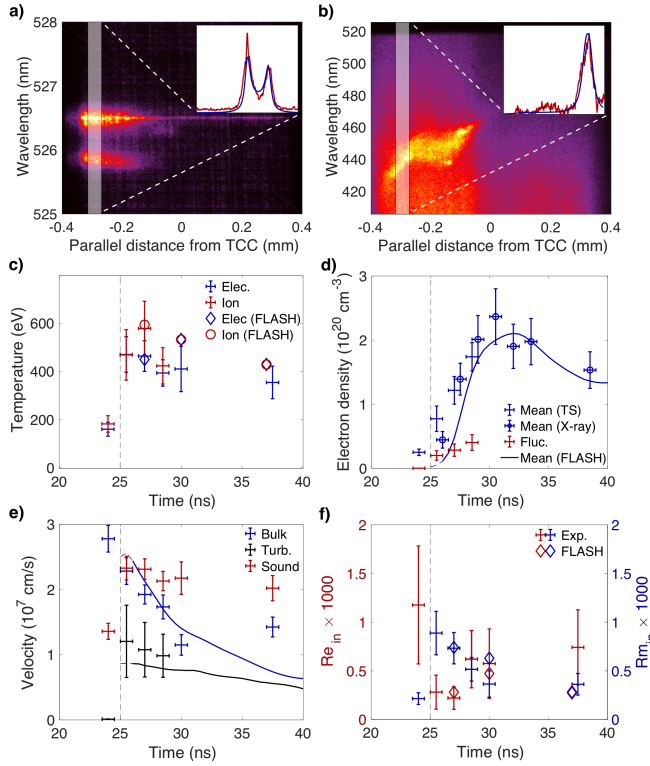 a)
528
527
526
525
Wavelength (nm)
-0.4 -0.2 0 0.2 0.4
Parallel distance from TCC (mm)
b)
520
500
480
460
440
420
Wavelength (nm)
-0.4 -0.2 0 0.2 0.4
Parallel distance from TCC (mm)
c)
600
400
200
0
Temperature (eV)
Elec.
Ion
Elec (FLASH)
Ion (FLASH)
20 25 30 35 40
Time (ns)
d)
3
2
1
0
Electron density (10^20 cm^-3)
Mean (TS)
Mean (X-ray)
Fluc.
Mean (FLASH)
20 25 30 35 40
Time (ns)
e)
3
2
1
0
Velocity (10^7 cm/s)
Bulk
Turb.
Sound
20 25 30 35 40
Time (ns)
f)
2
1.5
1
0.5
0
Re_in × 1000
Exp.
FLASH
2
1.5
1
0.5
0
Rm_in × 1000
20 25 30 35 40
Time (ns)